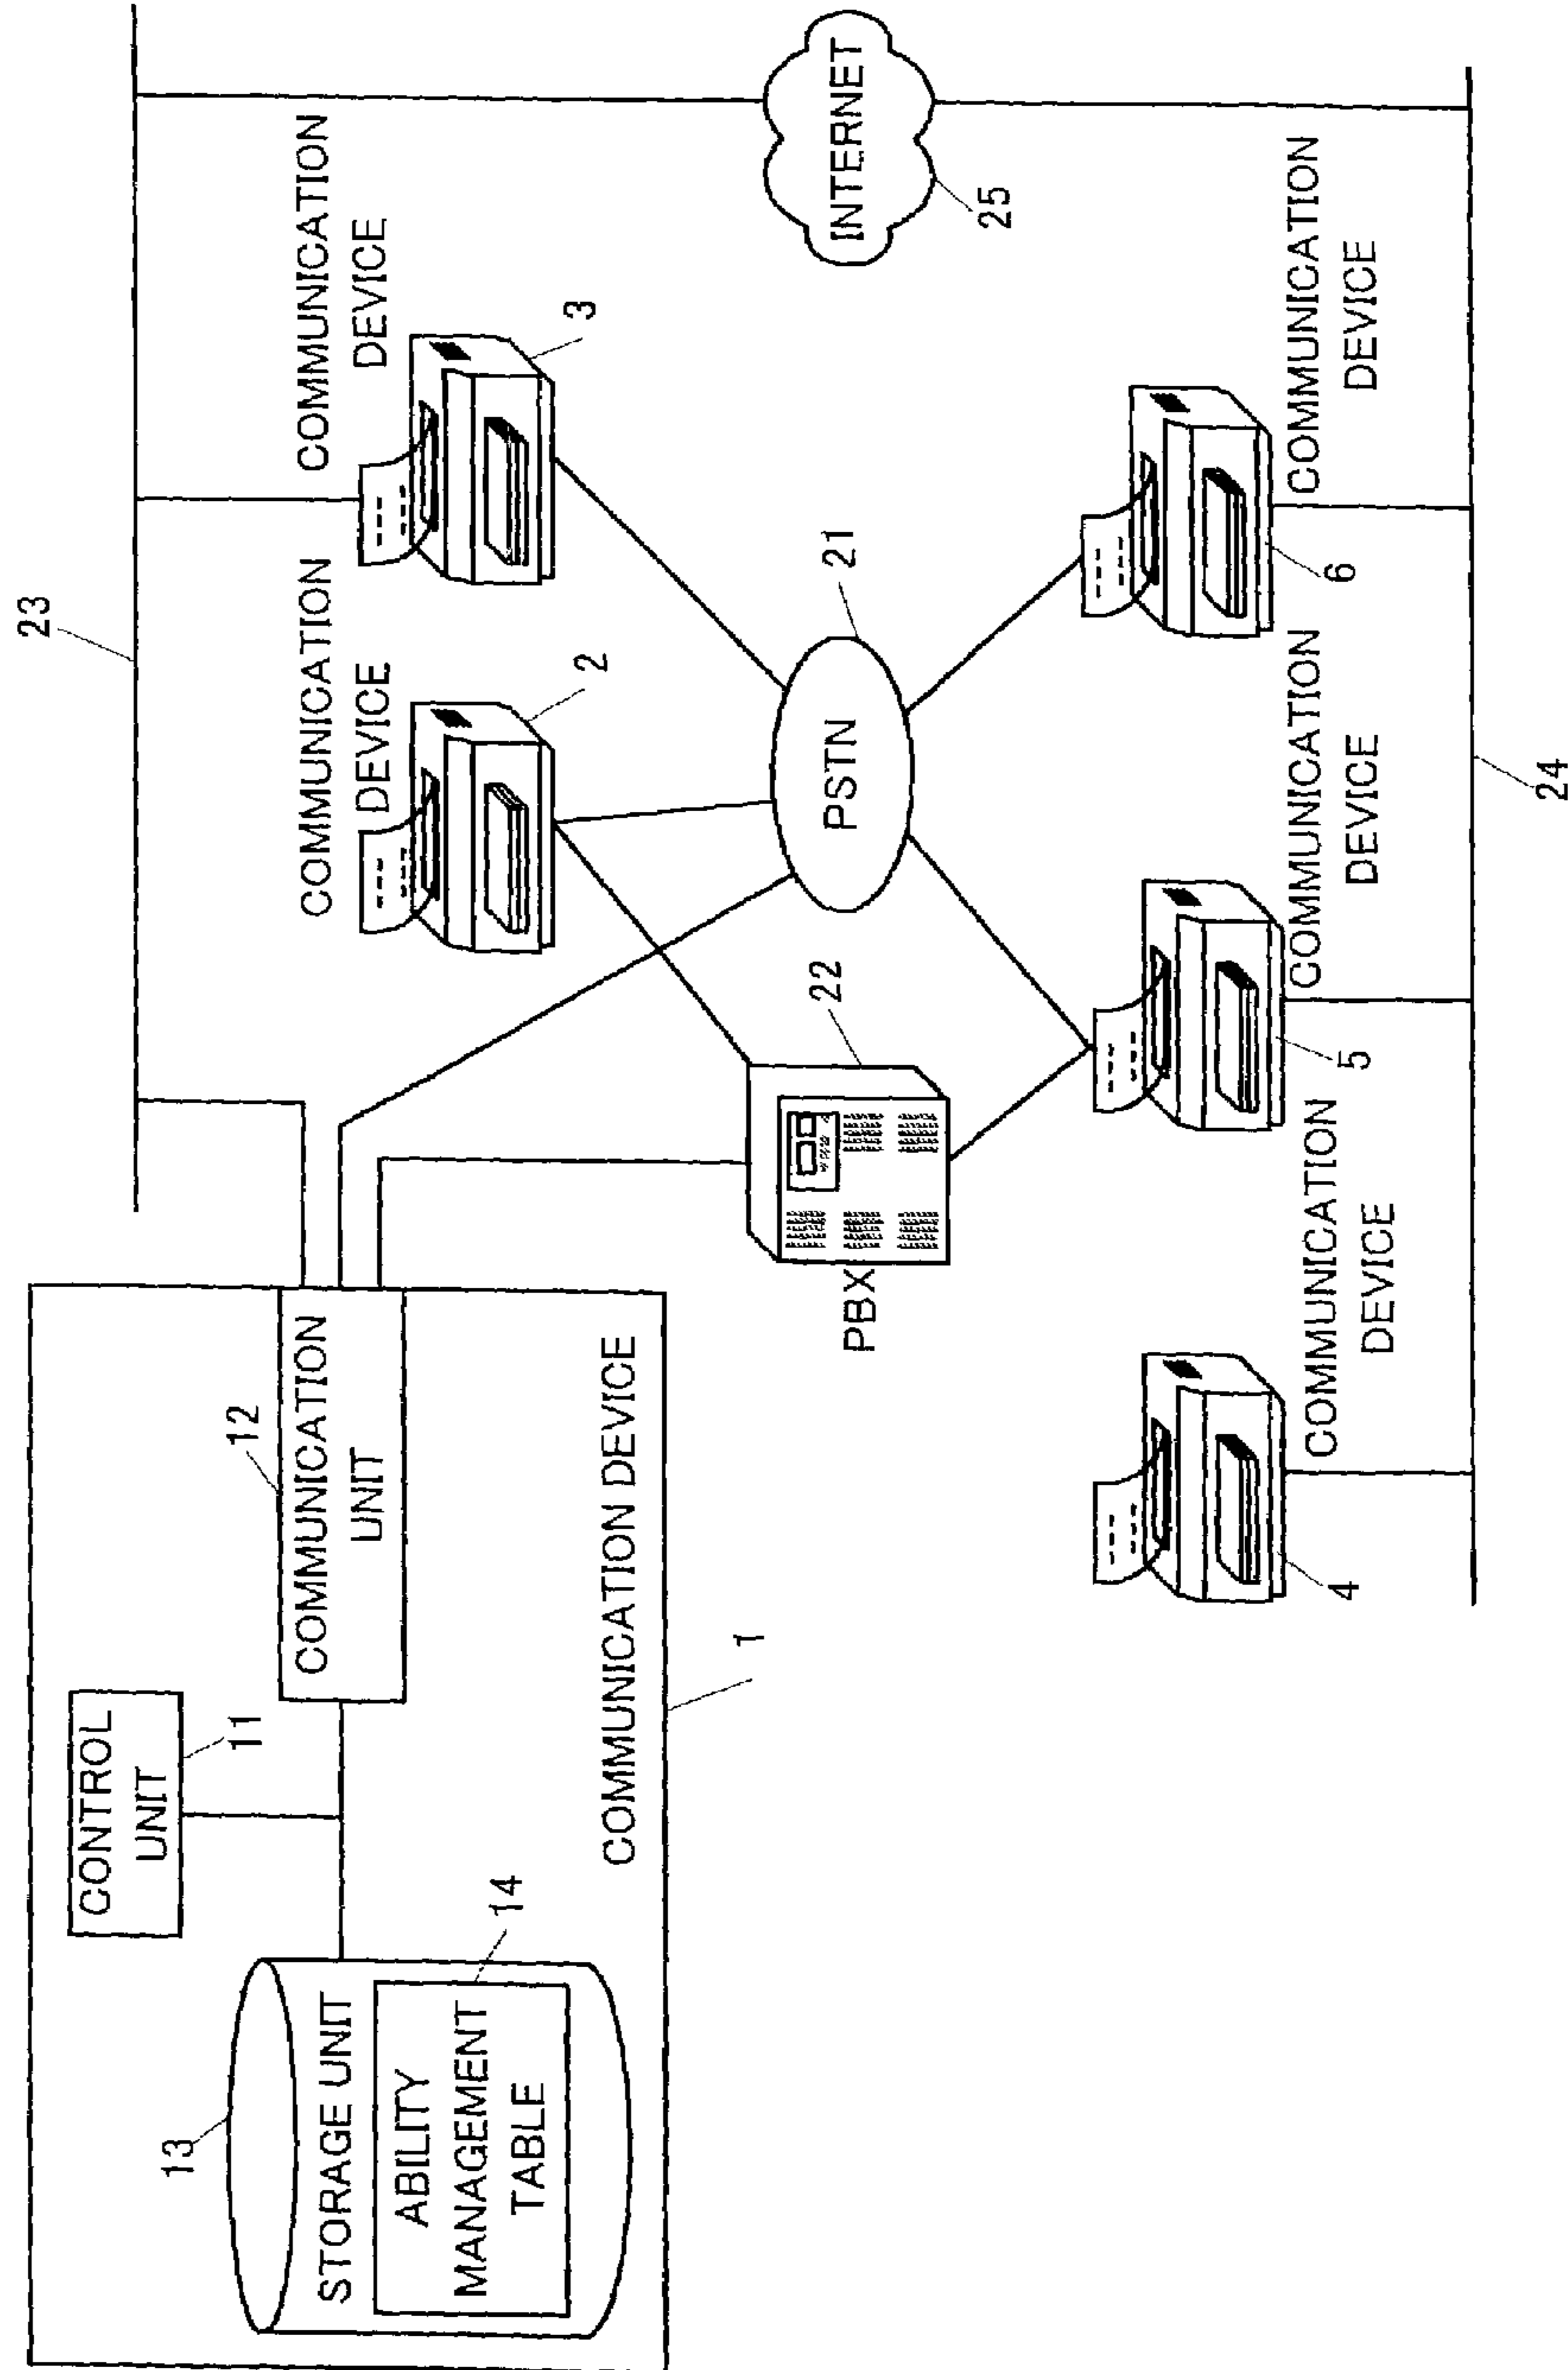 13
STORAGE UNIT
ABILITY
MANAGEMENT
TABLE
14
CONTROL
UNIT
11
12
COMMUNICATION
UNIT
COMMUNICATION DEVICE
1
23
COMMUNICATION
DEVICE
2
COMMUNICATION
DEVICE
3
PBX
22
PSTN
21
INTERNET
25
4
COMMUNICATION
DEVICE
5
COMMUNICATION
DEVICE
6
COMMUNICATION
DEVICE
24